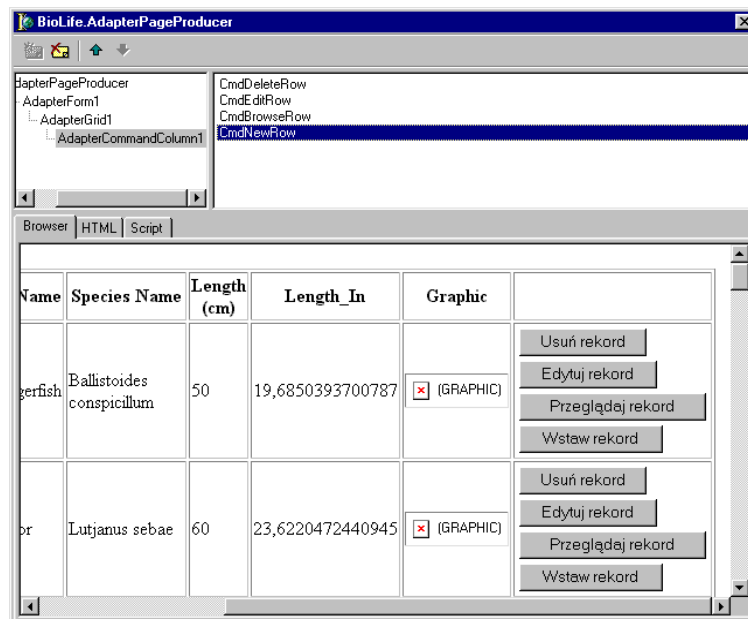 BioLife.AdapterPageProducer
dapterPageProducer
AdapterForm1
AdapterGrid1
AdapterCommandColumn1
CmdDeleteRow
CmdEditRow
CmdBrowseRow
CmdNewRow
Browser HTML Script
Name Species Name Length (cm) Length_In Graphic
gerfish Ballistoides conspicillum 50 19,6850393700787 (GRAPHIC)
Usuń rekord
Edytuj rekord
Przeglądaj rekord
Wstaw rekord
or Lutjanus sebae 60 23,6220472440945 (GRAPHIC)
Usuń rekord
Edytuj rekord
Przeglądaj rekord
Wstaw rekord